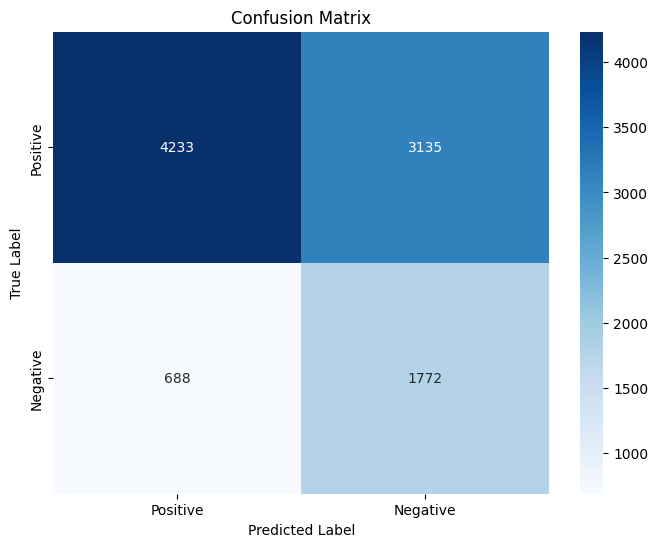 Confusion Matrix
True Label
Positive
4233 3135
Negative
688 1772
Positive Negative
Predicted Label
4000
3500
3000
2500
2000
1500
1000